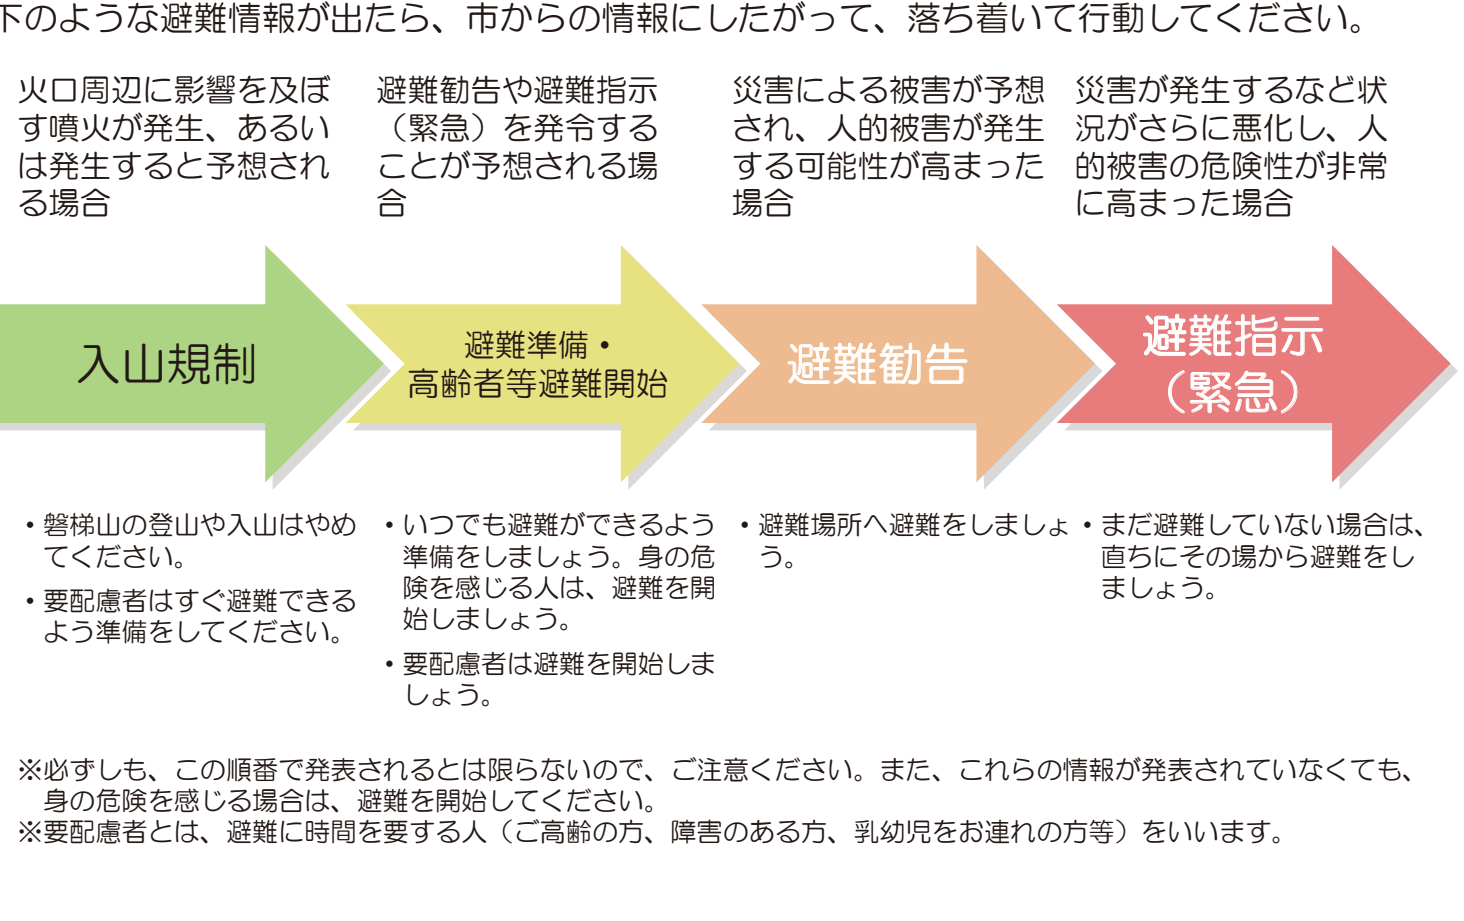 下のような避難情報が出たら、市からの情報にしたがって、落ち着いて行動してください。
火口周辺に影響を及ぼ
す噴火が発生、あるい
は発生すると予想され
る場合
避難勧告や避難指示
（緊急）を発令する
ことが予想される場
合
災害による被害が予想
され、人的被害が発生
する可能性が高まった
場合
災害が発生するなど状
況がさらに悪化し、人
的被害の危険性が非常
に高まった場合
入山規制
避難準備・
高齢者等避難開始
避難勧告
避難指示
（緊急）
・磐梯山の登山や入山はやめ
てください。
・要配慮者はすぐ避難できる
よう準備をしてください。
・いつでも避難ができるよう
準備をしましょう。身の危
険を感じる人は、避難を開
始しましょう。
・要配慮者は避難を開始しま
しょう。
・避難場所へ避難をしましょ
う。
・まだ避難していない場合は、
直ちにその場から避難をし
ましょう。
※必ずしも、この順番で発表されるとは限らないので、ご注意ください。また、これらの情報が発表されていなくても、
身の危険を感じる場合は、避難を開始してください。
※要配慮者とは、避難に時間を要する人（ご高齢の方、障害のある方、乳幼児をお連れの方等）をいいます。